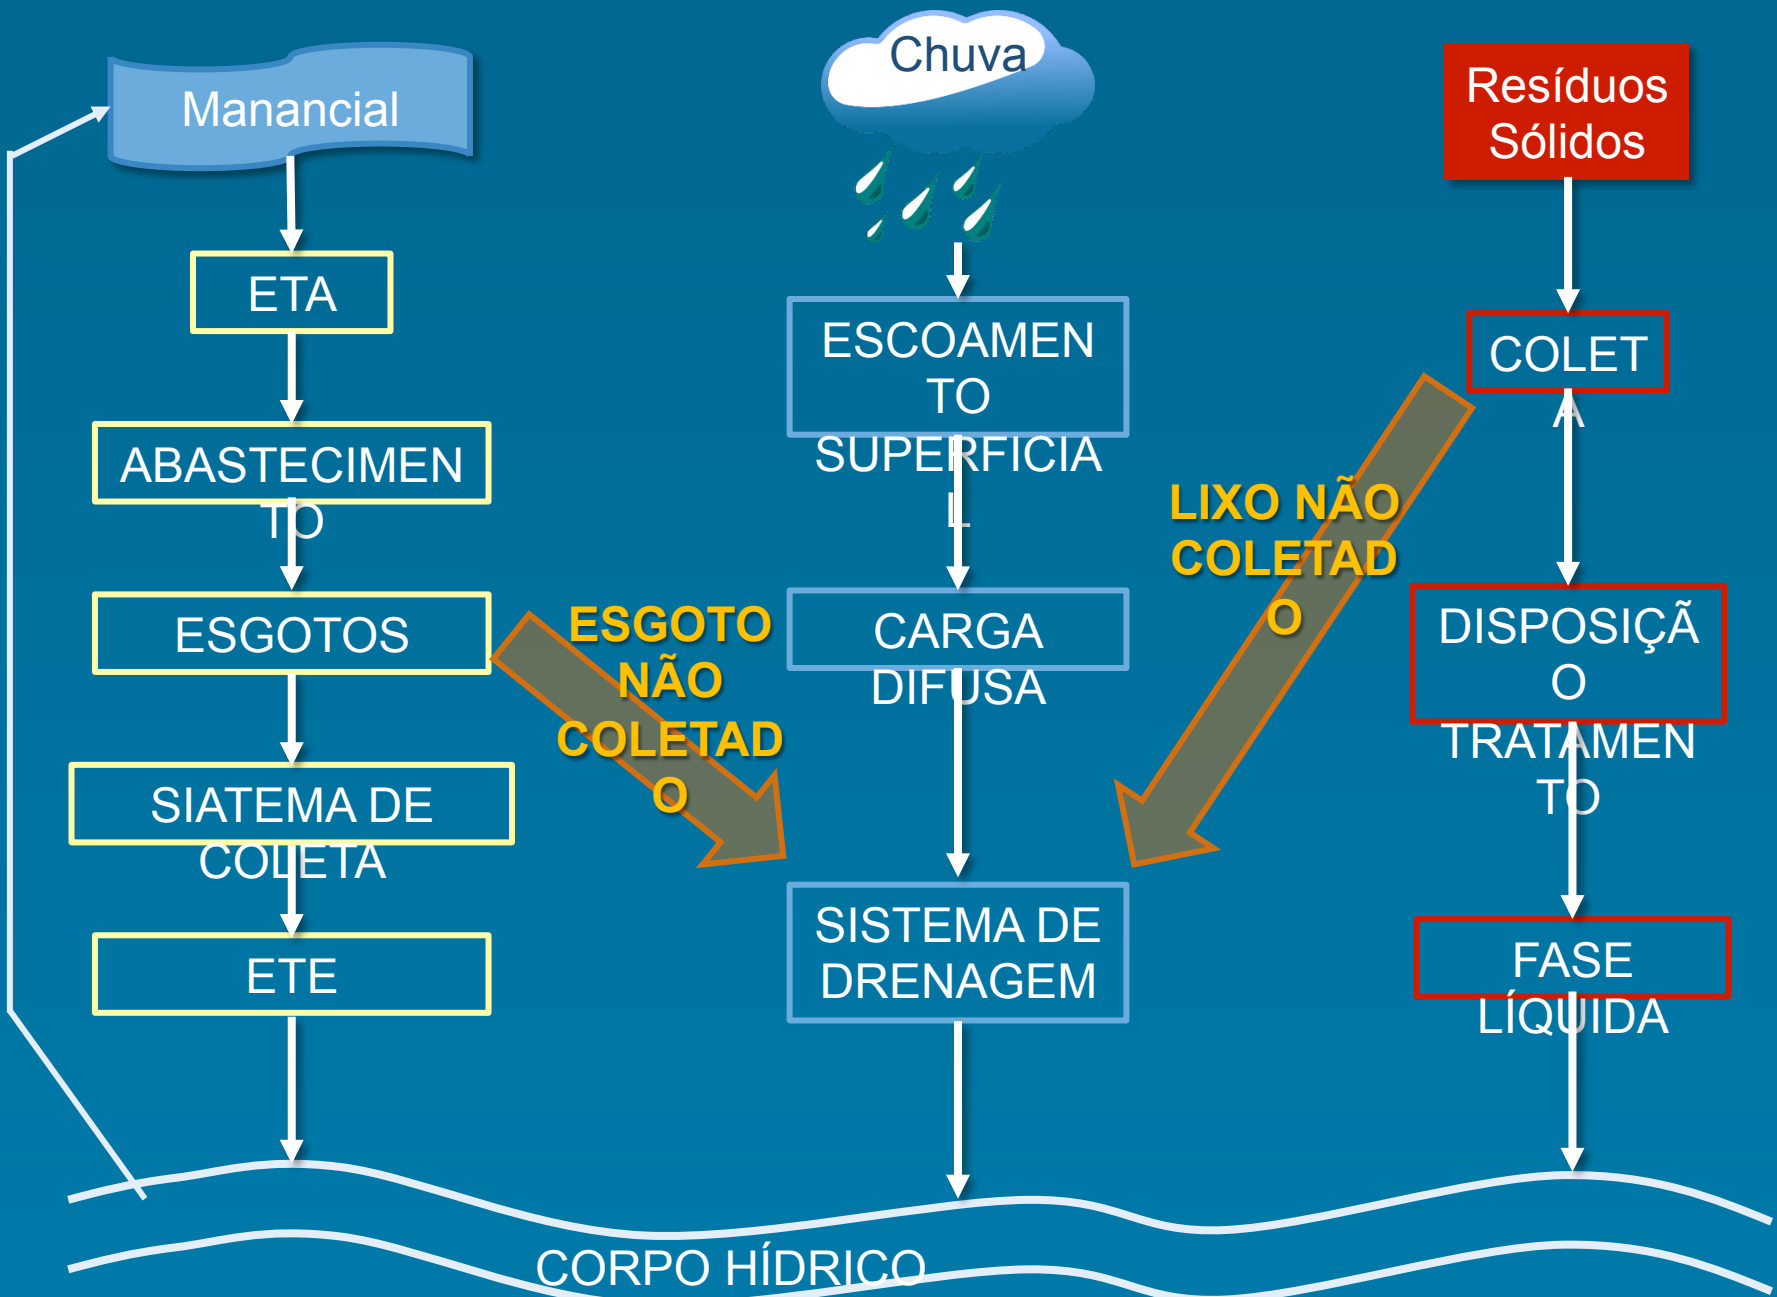 Manancial
ETA
ABASTECIMEN
TO
ESGOTOS
SIATEMA DE
COLETA
ETE
ESGOTO
NÃO
COLETAD
O
Chuva
ESCOAMEN
TO
SUPERFICIA
L
CARGA
DIFUSA
SISTEMA DE
DRENAGEM
LIXO NÃO
COLETAD
O
Resíduos
Sólidos
COLET
A
DISPOSIÇÃ
O
TRATAMEN
TO
FASE
LÍQUIDA
CORPO HÍDRICO